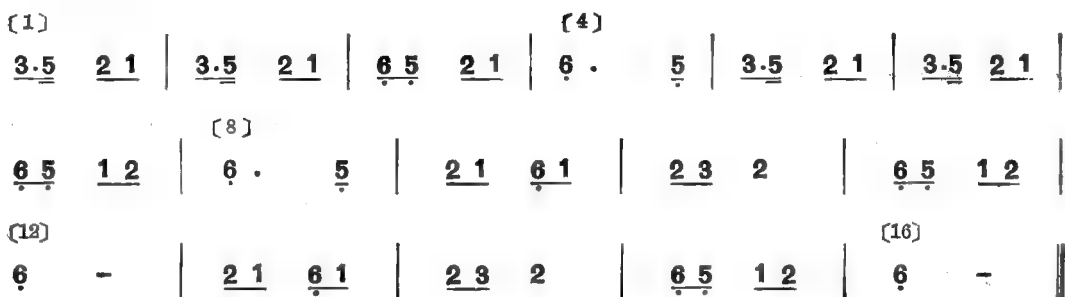 〔1〕 〔4〕
3·5 2 1 | 3·5 2 1 | 6̣ 5̣ 2 1 | 6̣ · 5̣ | 3·5 2 1 | 3·5 2 1 |
〔8〕
6̣ 5̣ 1 2 | 6̣ · 5̣ | 2 1 6̣ 1 | 2 3 2 | 6̣ 5̣ 1 2 |
〔12〕 〔16〕
6̣ - | 2 1 6̣ 1 | 2 3 2 | 6̣ 5̣ 1 2 | 6̣ - ‖